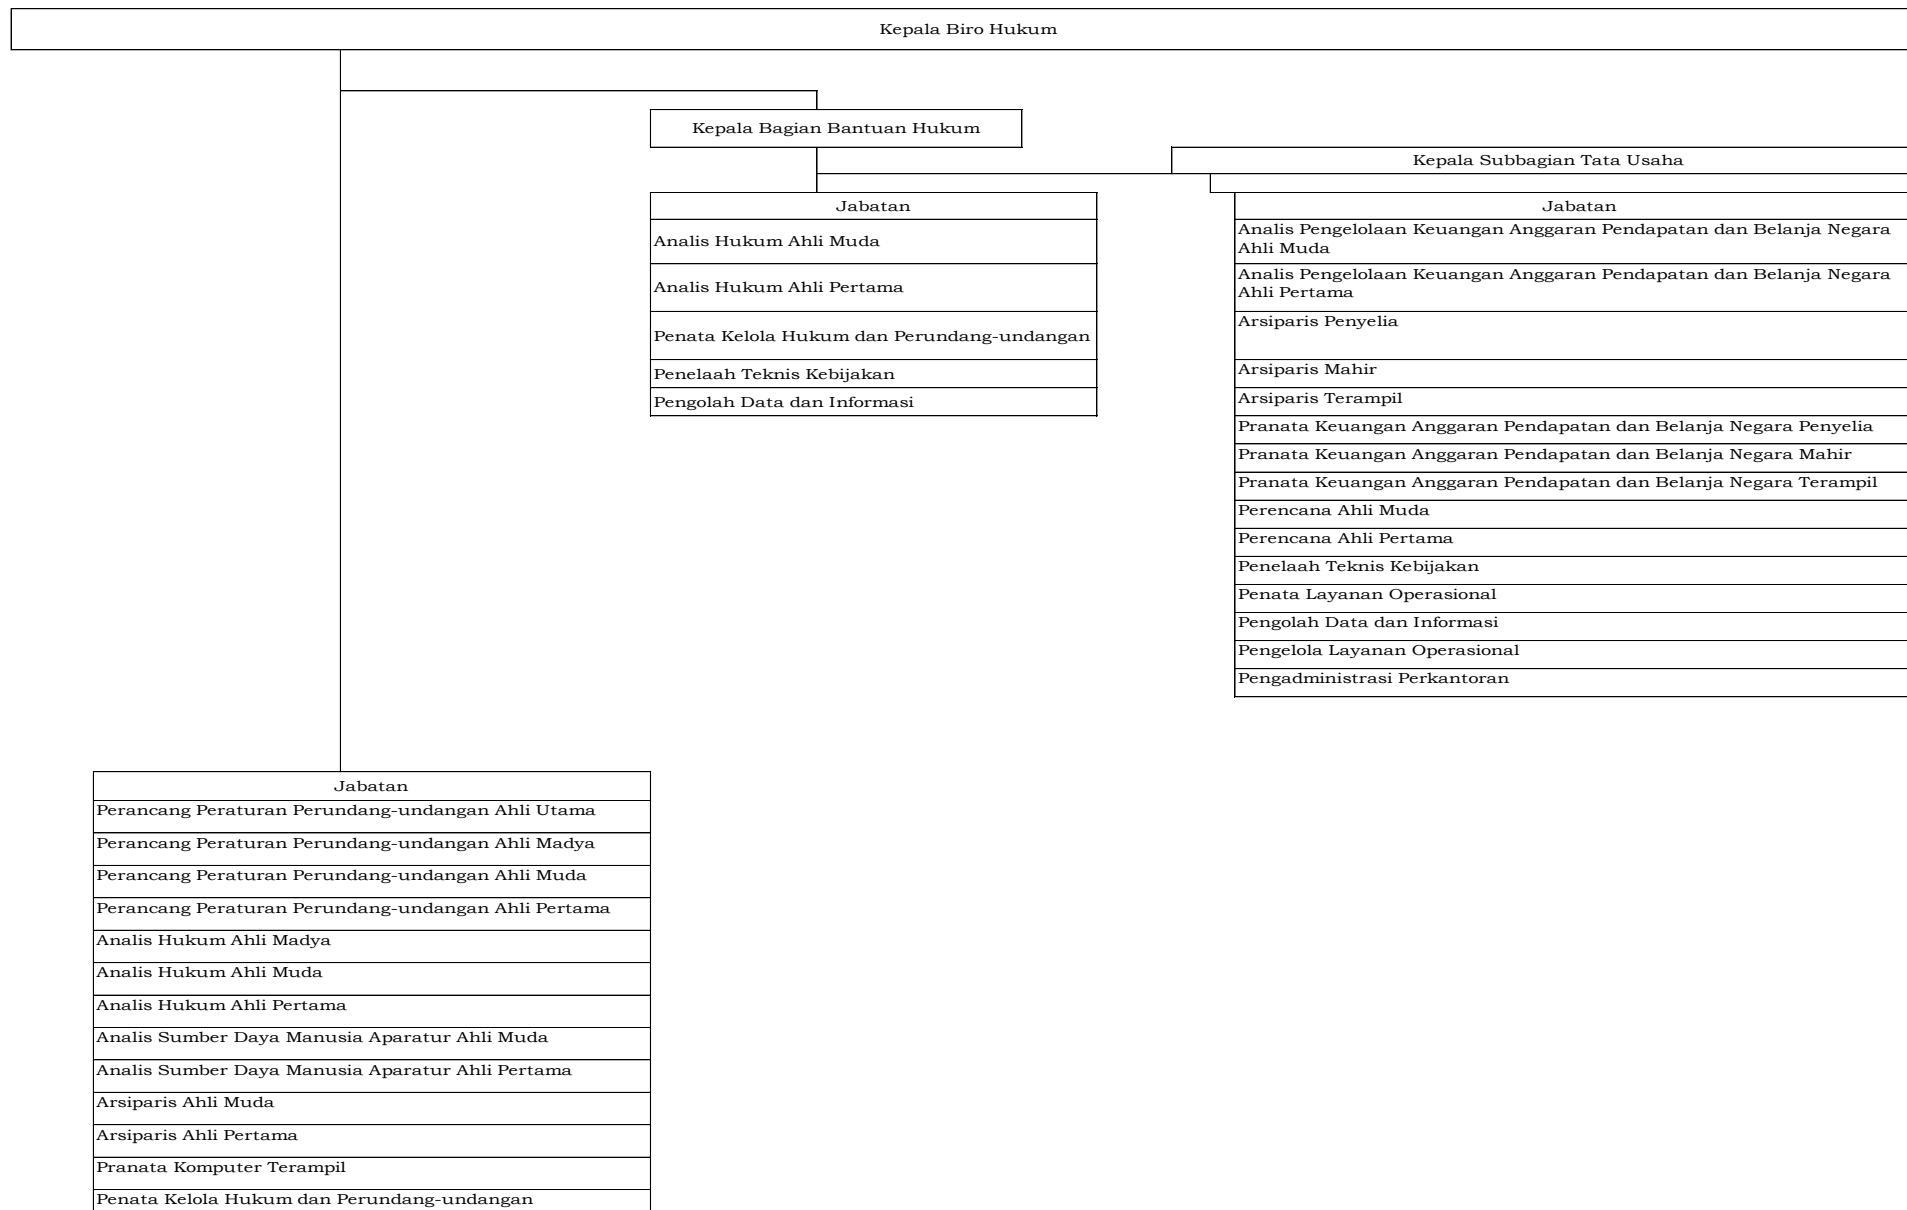 Kepala Biro Hukum
Kepala Bagian Bantuan Hukum
Kepala Subbagian Tata Usaha
Jabatan
Analis Hukum Ahli Muda
Analis Hukum Ahli Pertama
Penata Kelola Hukum dan Perundang-undangan
Penelaah Teknis Kebijakan
Pengolah Data dan Informasi
Jabatan
Analis Pengelolaan Keuangan Anggaran Pendapatan dan Belanja Negara
Ahli Muda
Analis Pengelolaan Keuangan Anggaran Pendapatan dan Belanja Negara
Ahli Pertama
Arsiparis Penyelia
Arsiparis Mahir
Arsiparis Terampil
Pranata Keuangan Anggaran Pendapatan dan Belanja Negara Penyelia
Pranata Keuangan Anggaran Pendapatan dan Belanja Negara Mahir
Pranata Keuangan Anggaran Pendapatan dan Belanja Negara Terampil
Perencana Ahli Muda
Perencana Ahli Pertama
Penelaah Teknis Kebijakan
Penata Layanan Operasional
Pengolah Data dan Informasi
Pengelola Layanan Operasional
Pengadministrasi Perkantoran
Jabatan
Perancang Peraturan Perundang-undangan Ahli Utama
Perancang Peraturan Perundang-undangan Ahli Madya
Perancang Peraturan Perundang-undangan Ahli Muda
Perancang Peraturan Perundang-undangan Ahli Pertama
Analis Hukum Ahli Madya
Analis Hukum Ahli Muda
Analis Hukum Ahli Pertama
Analis Sumber Daya Manusia Aparatur Ahli Muda
Analis Sumber Daya Manusia Aparatur Ahli Pertama
Arsiparis Ahli Muda
Arsiparis Ahli Pertama
Pranata Komputer Terampil
Penata Kelola Hukum dan Perundang-undangan